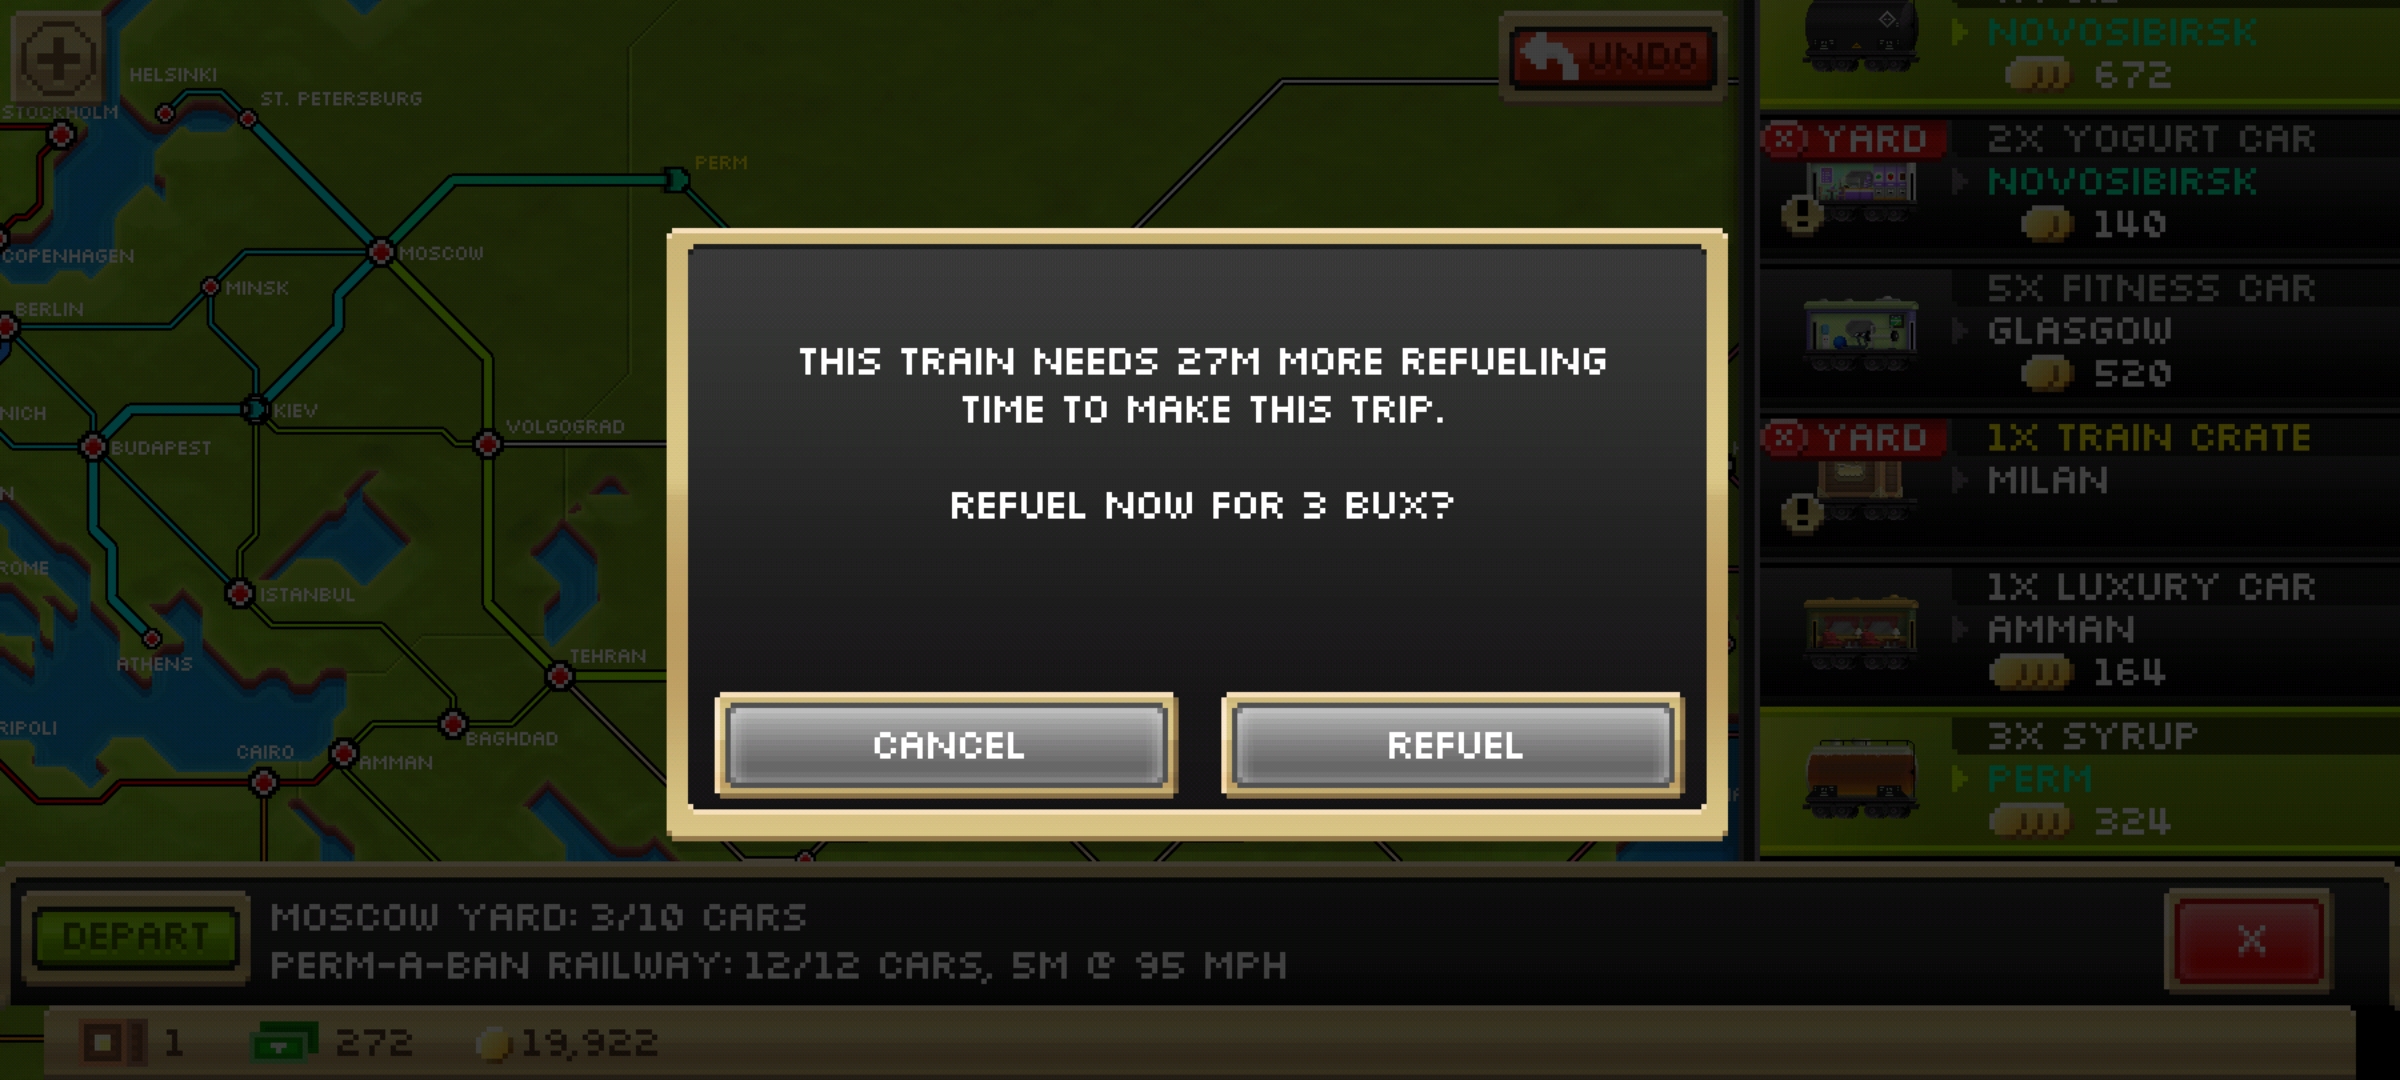 HELSINKI
ST. PETERSBURG
STOCKHOLM
PERM
COPENHAGEN
MOSCOW
MINSK
BERLIN
NICH
KIEV
BUDAPEST
VOLGOGRAD
N
ROME
ISTANBUL
ATHENS
TEHRAN
RIPOLI
CAIRO
AMMAN
BAGHDAD
UNDO
THIS TRAIN NEEDS 27M MORE REFUELING
TIME TO MAKE THIS TRIP.
REFUEL NOW FOR 3 BUX?
CANCEL
REFUEL
NOVOSIBIRSK
672
YARD
2X YOGURT CAR
NOVOSIBIRSK
140
5X FITNESS CAR
GLASGOW
520
YARD
1X TRAIN CRATE
MILAN
1X LUXURY CAR
AMMAN
164
3X SYRUP
PERM
324
DEPART
MOSCOW YARD: 3/10 CARS
PERM-A-BAN RAILWAY: 12/12 CARS, 5M @ 95 MPH
X
1
272
19,922